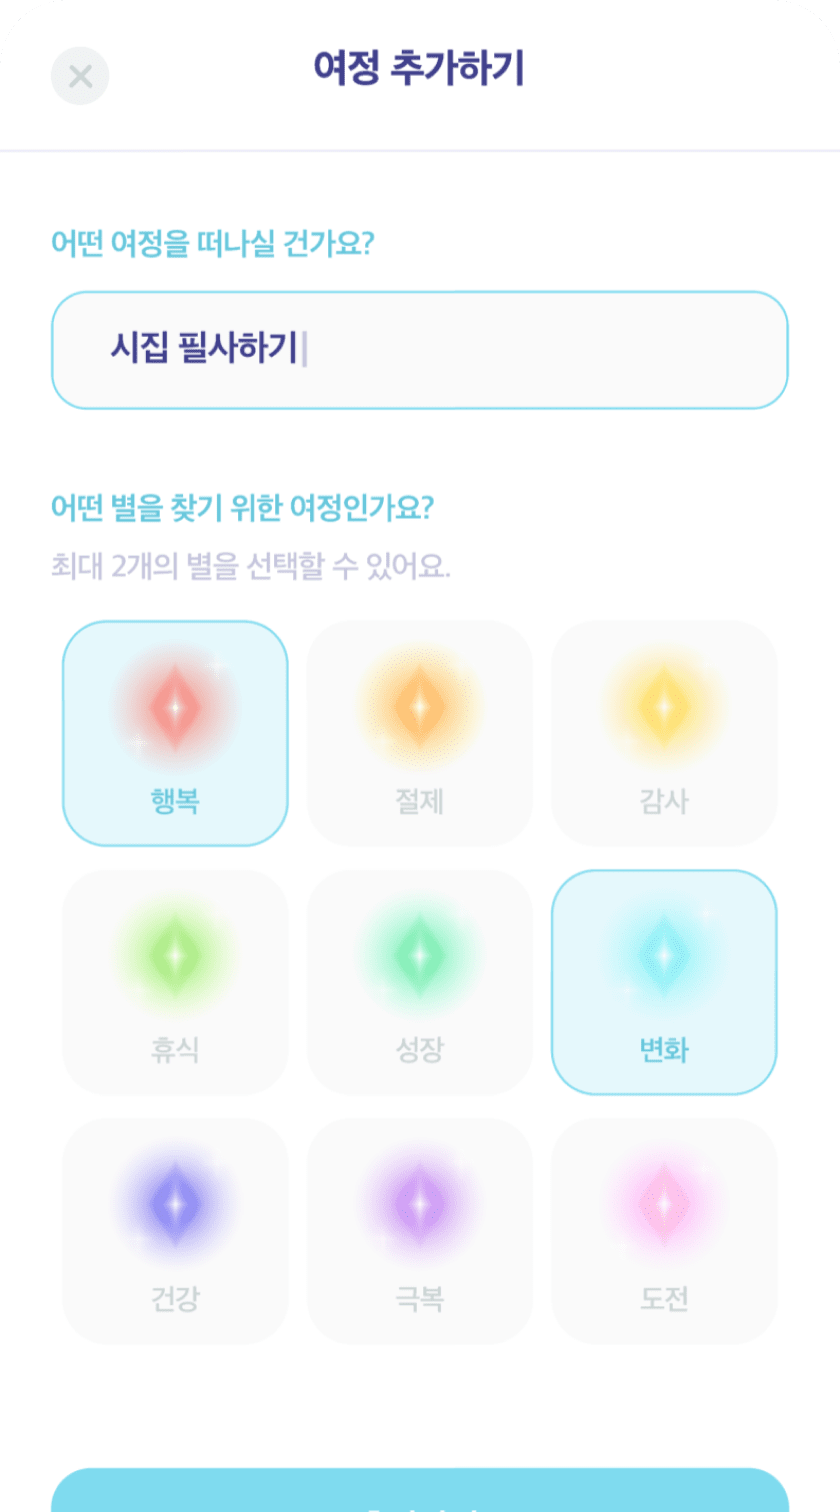 여정 추가하기
어떤 여정을 떠나실 건가요?
시집 필사하기
어떤 별을 찾기 위한 여정인가요?
최대 2개의 별을 선택할 수 있어요.
행복
절제
감사
휴식
성장
변화
건강
극복
도전